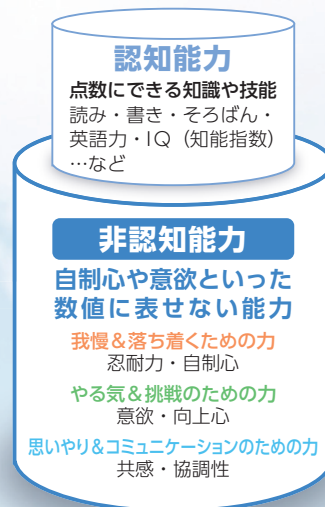 認知能力
点数にできる知識や技能
読み・書き・そろばん・
英語力・IQ（知能指数）
…など
非認知能力
自制心や意欲といった
数値に表せない能力
我慢＆落ち着くための力
忍耐力・自制心
やる気＆挑戦のための力
意欲・向上心
思いやり＆コミュニケーションのための力
共感・協調性